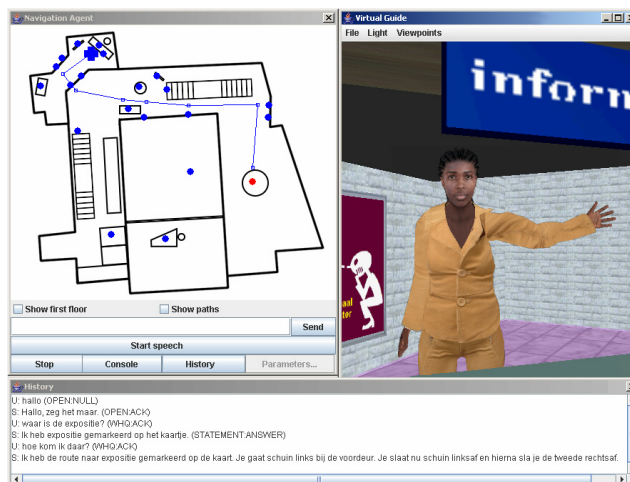 Navigation Agent
Show first floor
Show paths
Send
Start speech
Stop
Console
History
Parameters...
Virtual Guide
File Light Viewpoints
inform
aal
ter
History
U: hallo (OPEN:NULL)
S: Hallo, zeg het maar. (OPEN:ACK)
U: waar is de expositie? (WHQ:ACK)
S: Ik heb expositie gemarkeerd op het kaartje. (STATEMENT:ANSWER)
U: hoe kom ik daar? (WHQ:ACK)
S: Ik heb de route naar expositie gemarkeerd op de kaart. Je gaat schuin links bij de voordeur. Je slaat nu schuin linksaf en hierna sla je de tweede rechtsaf.